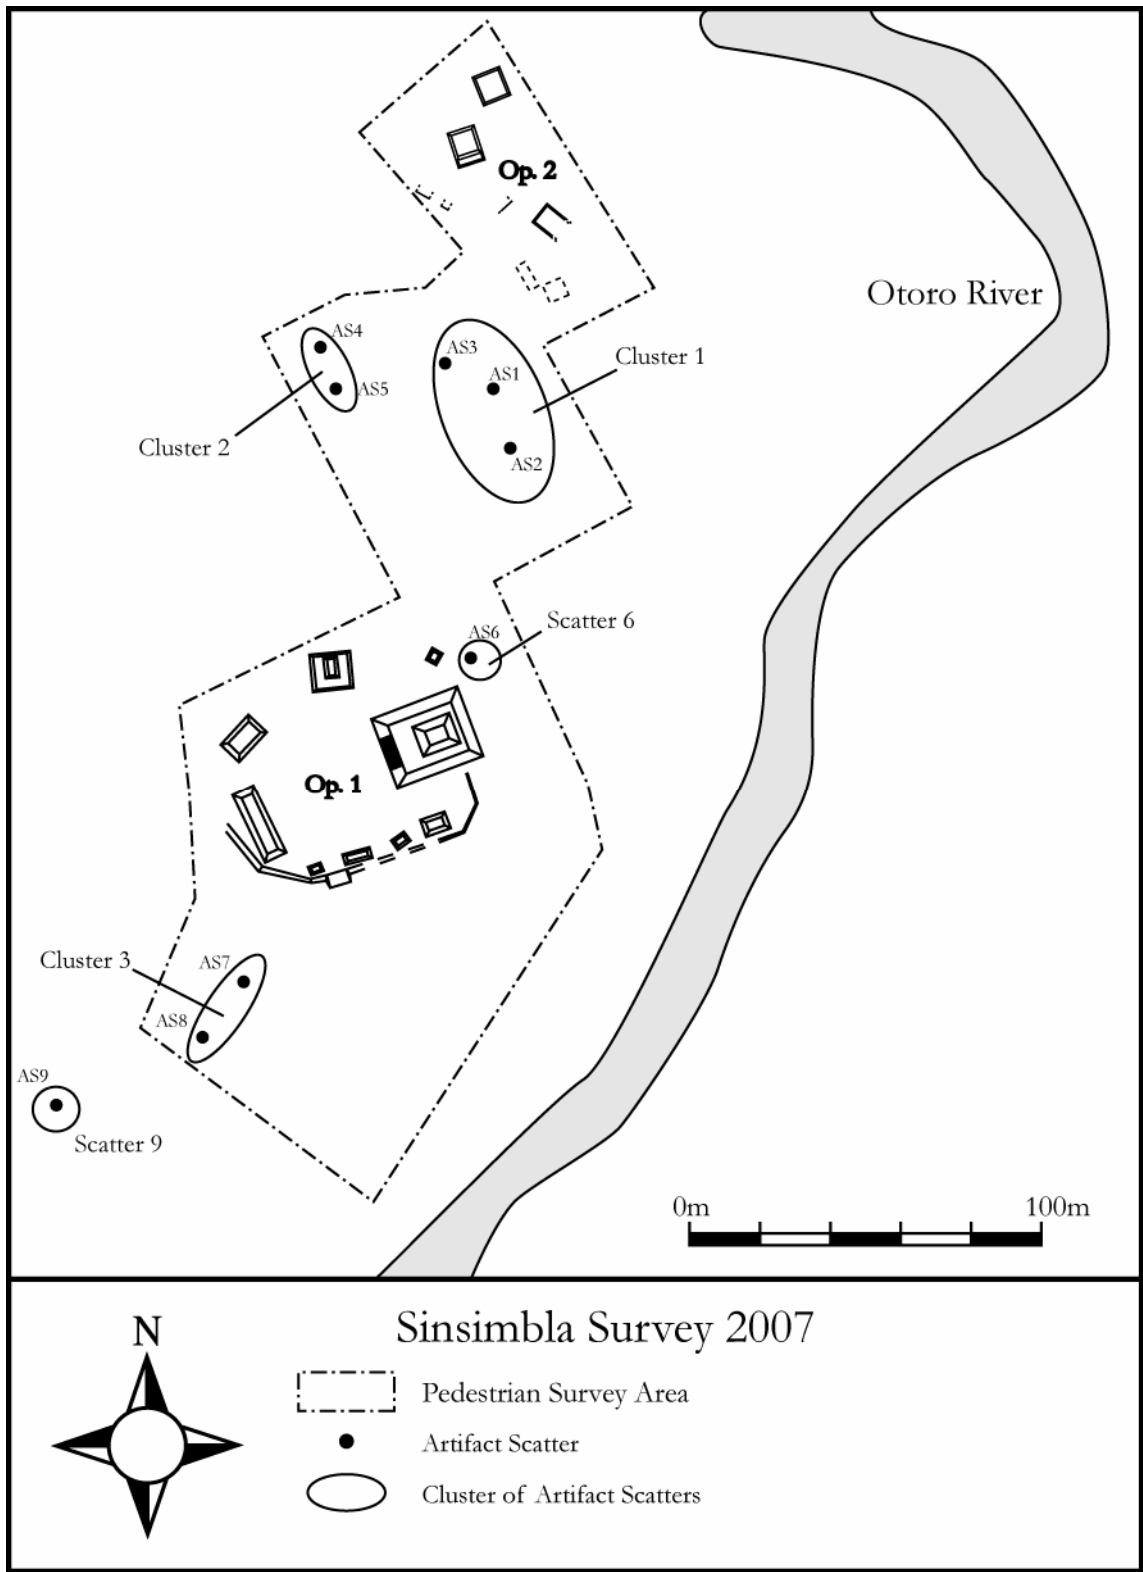 Op. 2
Otoro River
AS4
AS3
Cluster 1
AS1
AS5
Cluster 2
AS2
Scatter 6
AS6
Op. 1
Cluster 3
AS7
AS8
AS9
Scatter 9
0m 100m
N
Sinsimbla Survey 2007
Pedestrian Survey Area
Artifact Scatter
Cluster of Artifact Scatters